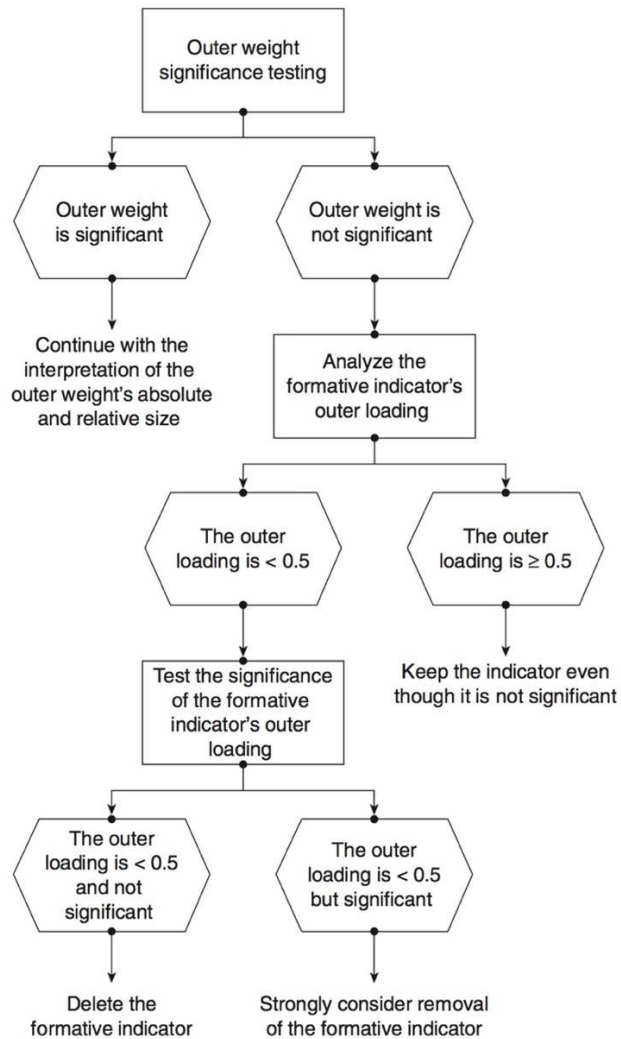 Outer weight
significance testing
Outer weight
is significant
Outer weight is
not significant
Continue with the
interpretation of the
outer weight's absolute
and relative size
Analyze the
formative indicator's
outer loading
The outer
loading is < 0.5
The outer
loading is ≥ 0.5
Test the significance
of the formative
indicator's outer
loading
Keep the indicator even
though it is not significant
The outer
loading is < 0.5
and not
significant
The outer
loading is < 0.5
but significant
Delete the
formative indicator
Strongly consider removal
of the formative indicator